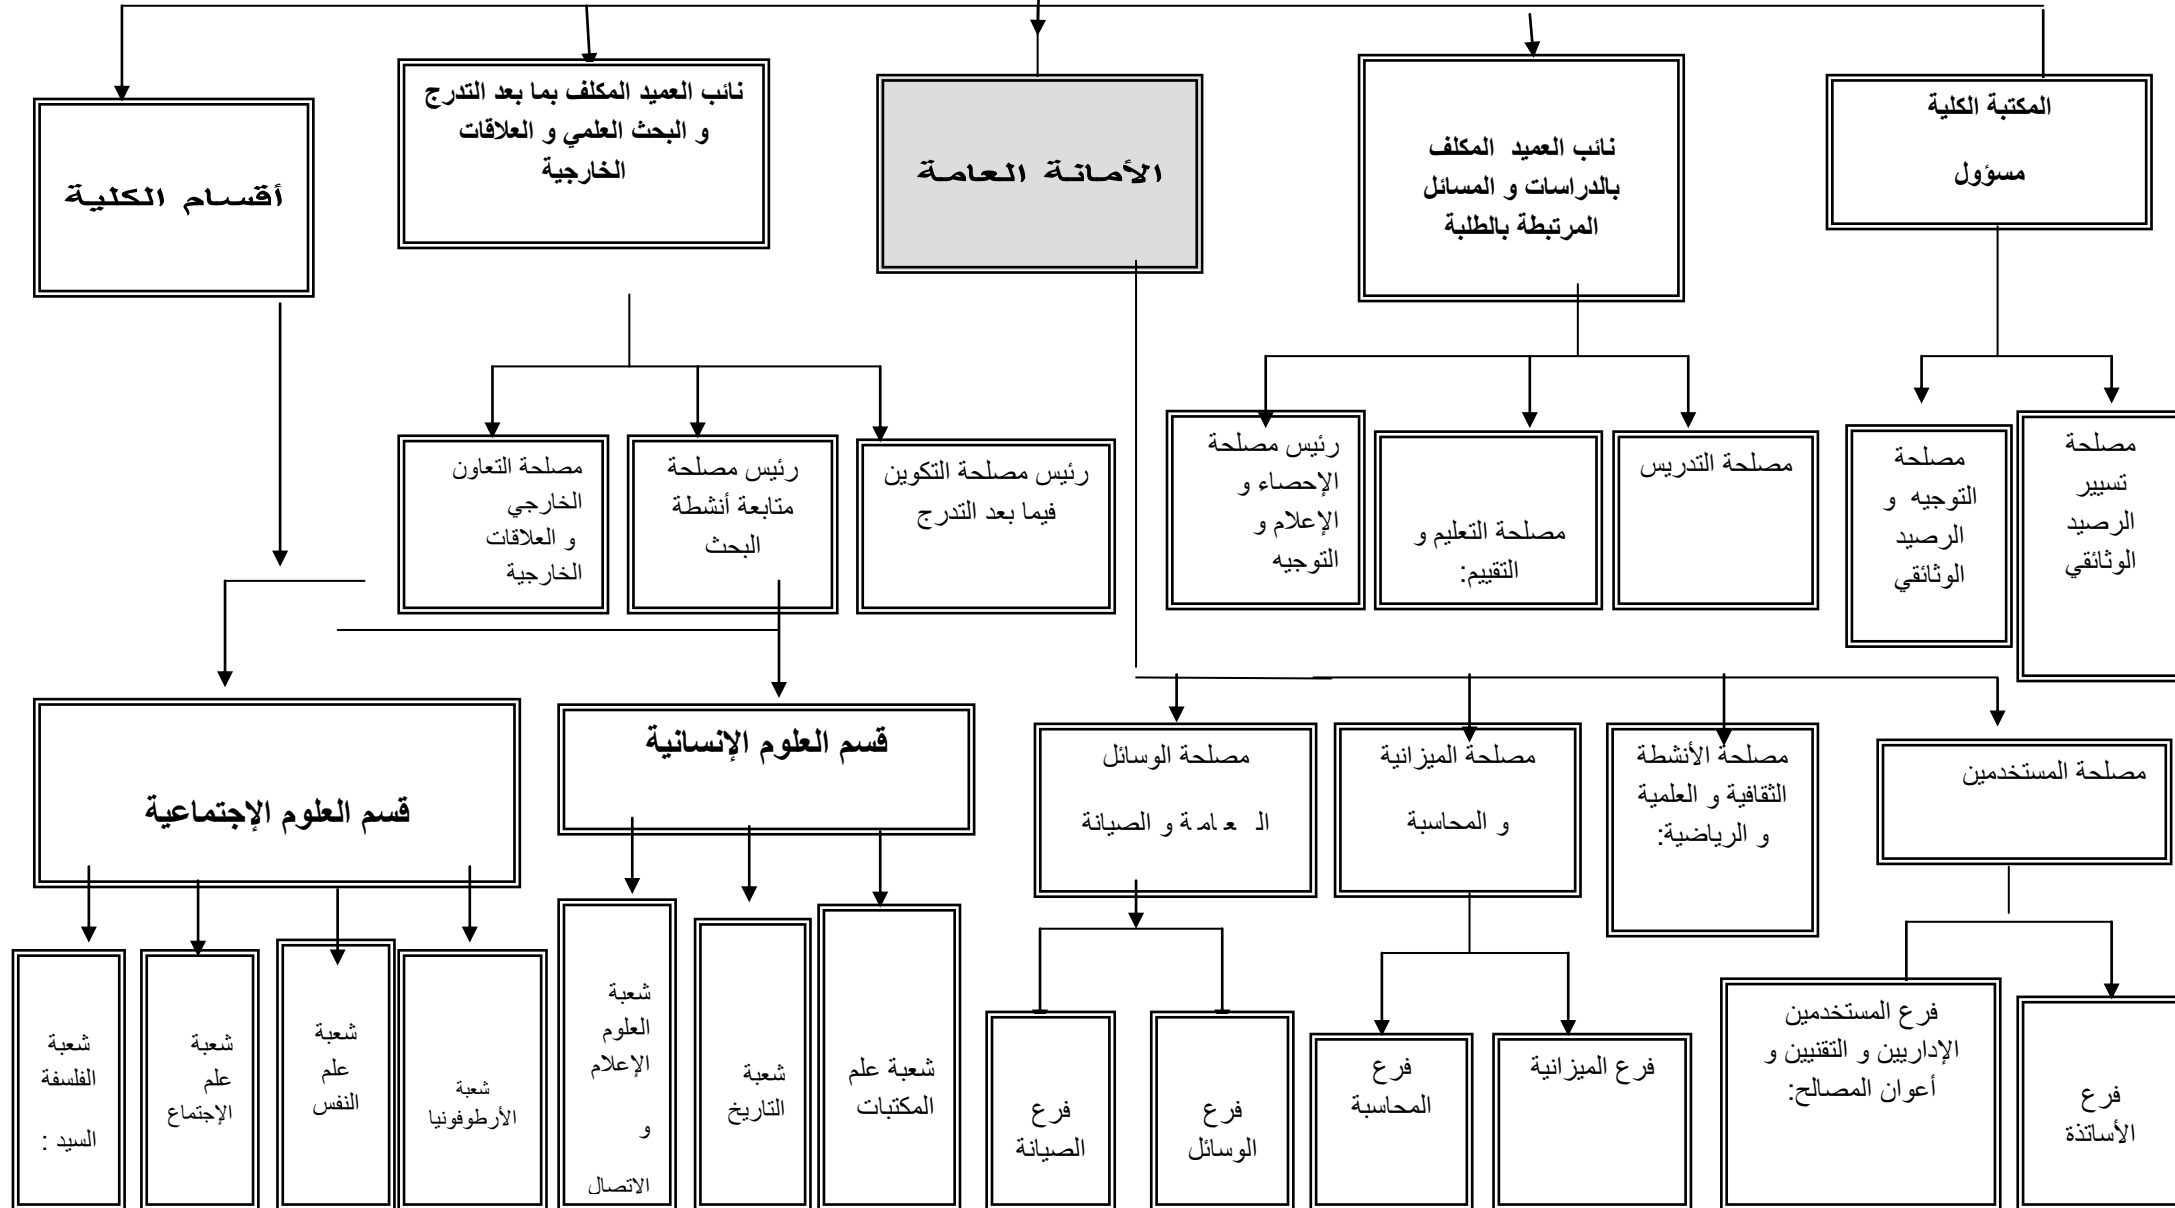 المكتبة الكلية
مسؤول
نائب العميد المكلف
بالدراسات و المسائل
المرتبطة بالطلبة
الأمانة العامة
نائب العميد المكلف بما بعد التدرج
و البحث العلمي و العلاقات
الخارجية
أقسام الكلية
مصلحة
تسيير
الرصيد
الوثائقي
مصلحة
التوجيه و
الرصيد
الوثائقي
مصلحة التدريس
مصلحة التعليم و
التقييم:
رئيس مصلحة
الإحصاء و
الإعلام و
التوجيه
رئيس مصلحة التكوين
فيما بعد التدرج
رئيس مصلحة
متابعة أنشطة
البحث
مصلحة التعاون
الخارجي
و العلاقات
الخارجية
مصلحة المستخدمين
مصلحة الأنشطة
الثقافية و العلمية
و الرياضية:
مصلحة الميزانية
و المحاسبة
مصلحة الوسائل
العامة و الصيانة
قسم العلوم الإنسانية
قسم العلوم الإجتماعية
فرع
الأساتذة
فرع المستخدمين
الإداريين و التقنيين و
أعوان المصالح:
فرع الميزانية
فرع
المحاسبة
فرع
الوسائل
فرع
الصيانة
شعبة علم
المكتبات
شعبة
التاريخ
شعبة
العلوم
الإعلام
و
الاتصال
شعبة
الأرطوفونيا
شعبة
علم
النفس
شعبة
علم
الإجتماع
شعبة
الفلسفة
السيد :